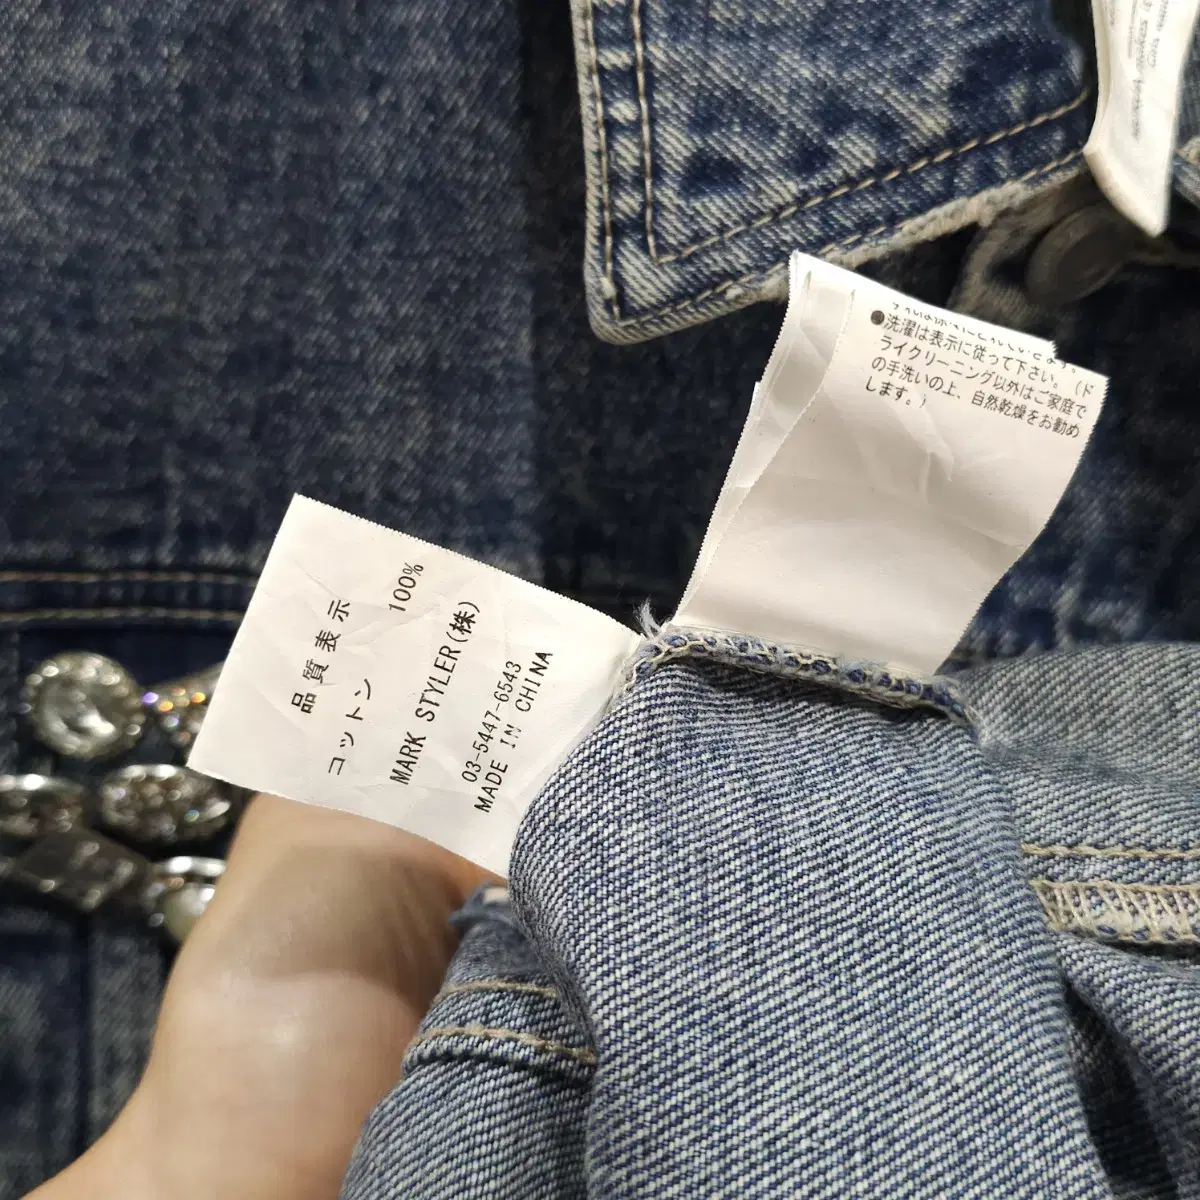 ●洗濯は表示に従って下さい。(ド
ライクリーニング以外はご家庭で
の手洗いの上、自然乾燥をお勧め
します。)
品質表示
コットン 100%
MARK STYLER(株)
03-5447-6543
MADE IN CHINA